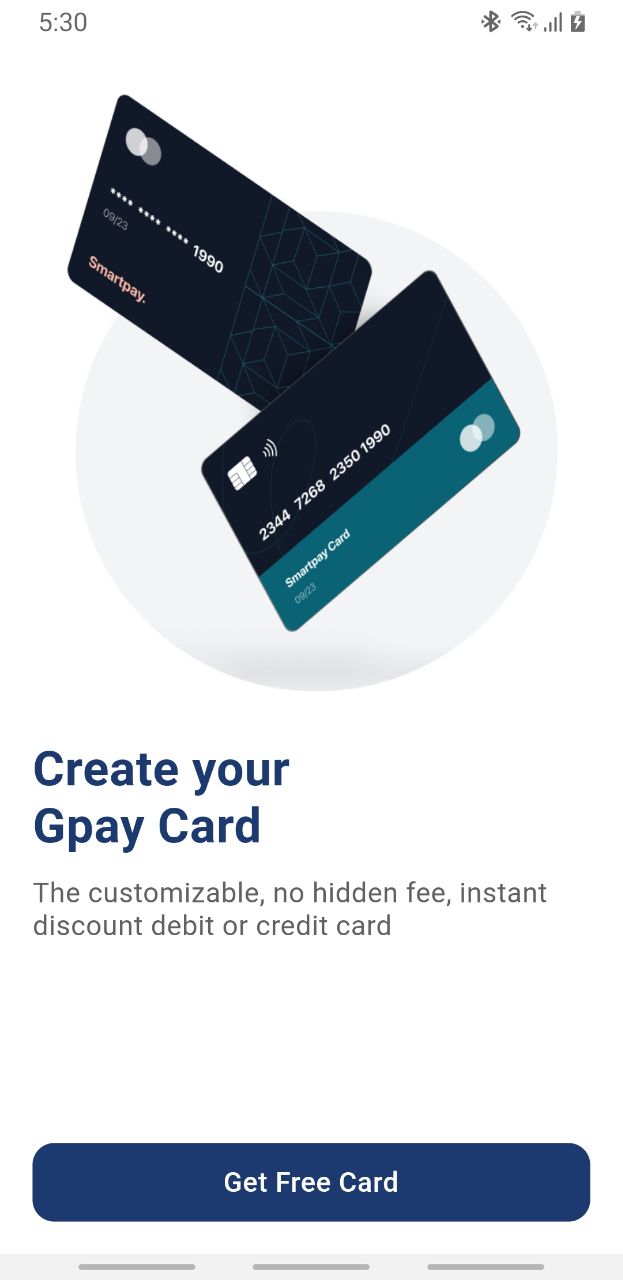 5:30
**** **** **** 1990
09/23
Smartpay.
2344 7268 2350 1990
Smartpay Card
09/23
Create your
Gpay Card
The customizable, no hidden fee, instant
discount debit or credit card
Get Free Card